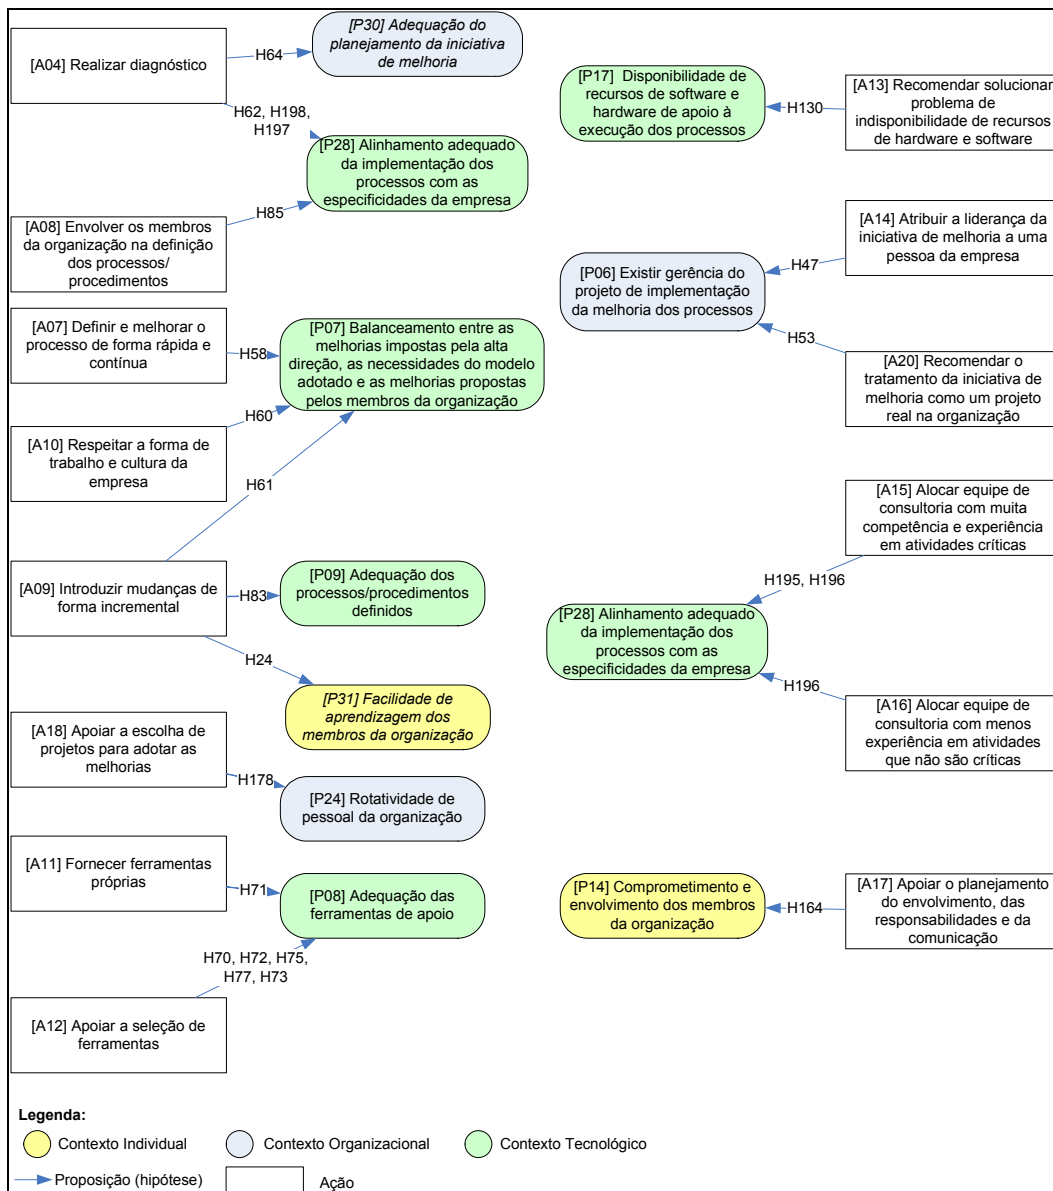 [A04] Realizar diagnóstico
H64
[P30] Adequação do
planejamento da iniciativa
de melhoria
H62, H198,
H197
[P28] Alinhamento adequado
da implementação dos
processos com as
especificidades da empresa
H85
[A08] Envolver os membros
da organização na definição
dos processos/
procedimentos
[A07] Definir e melhorar o
processo de forma rápida e
contínua
H58
[P07] Balanceamento entre as
melhorias impostas pela alta
direção, as necessidades do modelo
adotado e as melhorias propostas
pelos membros da organização
H60
[A10] Respeitar a forma de
trabalho e cultura da
empresa
H61
[A09] Introduzir mudanças de
forma incremental
H83
[P09] Adequação dos
processos/procedimentos
definidos
H24
[P31] Facilidade de
aprendizagem dos
membros da organização
[A18] Apoiar a escolha de
projetos para adotar as
melhorias
H178
[P24] Rotatividade de
pessoal da organização
[A11] Fornecer ferramentas
próprias
H71
[P08] Adequação das
ferramentas de apoio
H70, H72, H75,
H77, H73
[A12] Apoiar a seleção de
ferramentas
[P17] Disponibilidade de
recursos de software e
hardware de apoio à
execução dos processos
H130
[A13] Recomendar solucionar
problema de
indisponibilidade de recursos
de hardware e software
[A14] Atribuir a liderança da
iniciativa de melhoria a uma
pessoa da empresa
H47
[P06] Existir gerência do
projeto de implementação
da melhoria dos processos
H53
[A20] Recomendar o
tratamento da iniciativa de
melhoria como um projeto
real na organização
[A15] Alocar equipe de
consultoria com muita
competência e experiência
em atividades críticas
H195, H196
[P28] Alinhamento adequado
da implementação dos
processos com as
especificidades da empresa
H196
[A16] Alocar equipe de
consultoria com menos
experiência em atividades
que não são críticas
[P14] Comprometimento e
envolvimento dos membros
da organização
H164
[A17] Apoiar o planejamento
do envolvimento, das
responsabilidades e da
comunicação
Legenda:
Contexto Individual
Contexto Organizacional
Contexto Tecnológico
Proposição (hipótese)
Ação